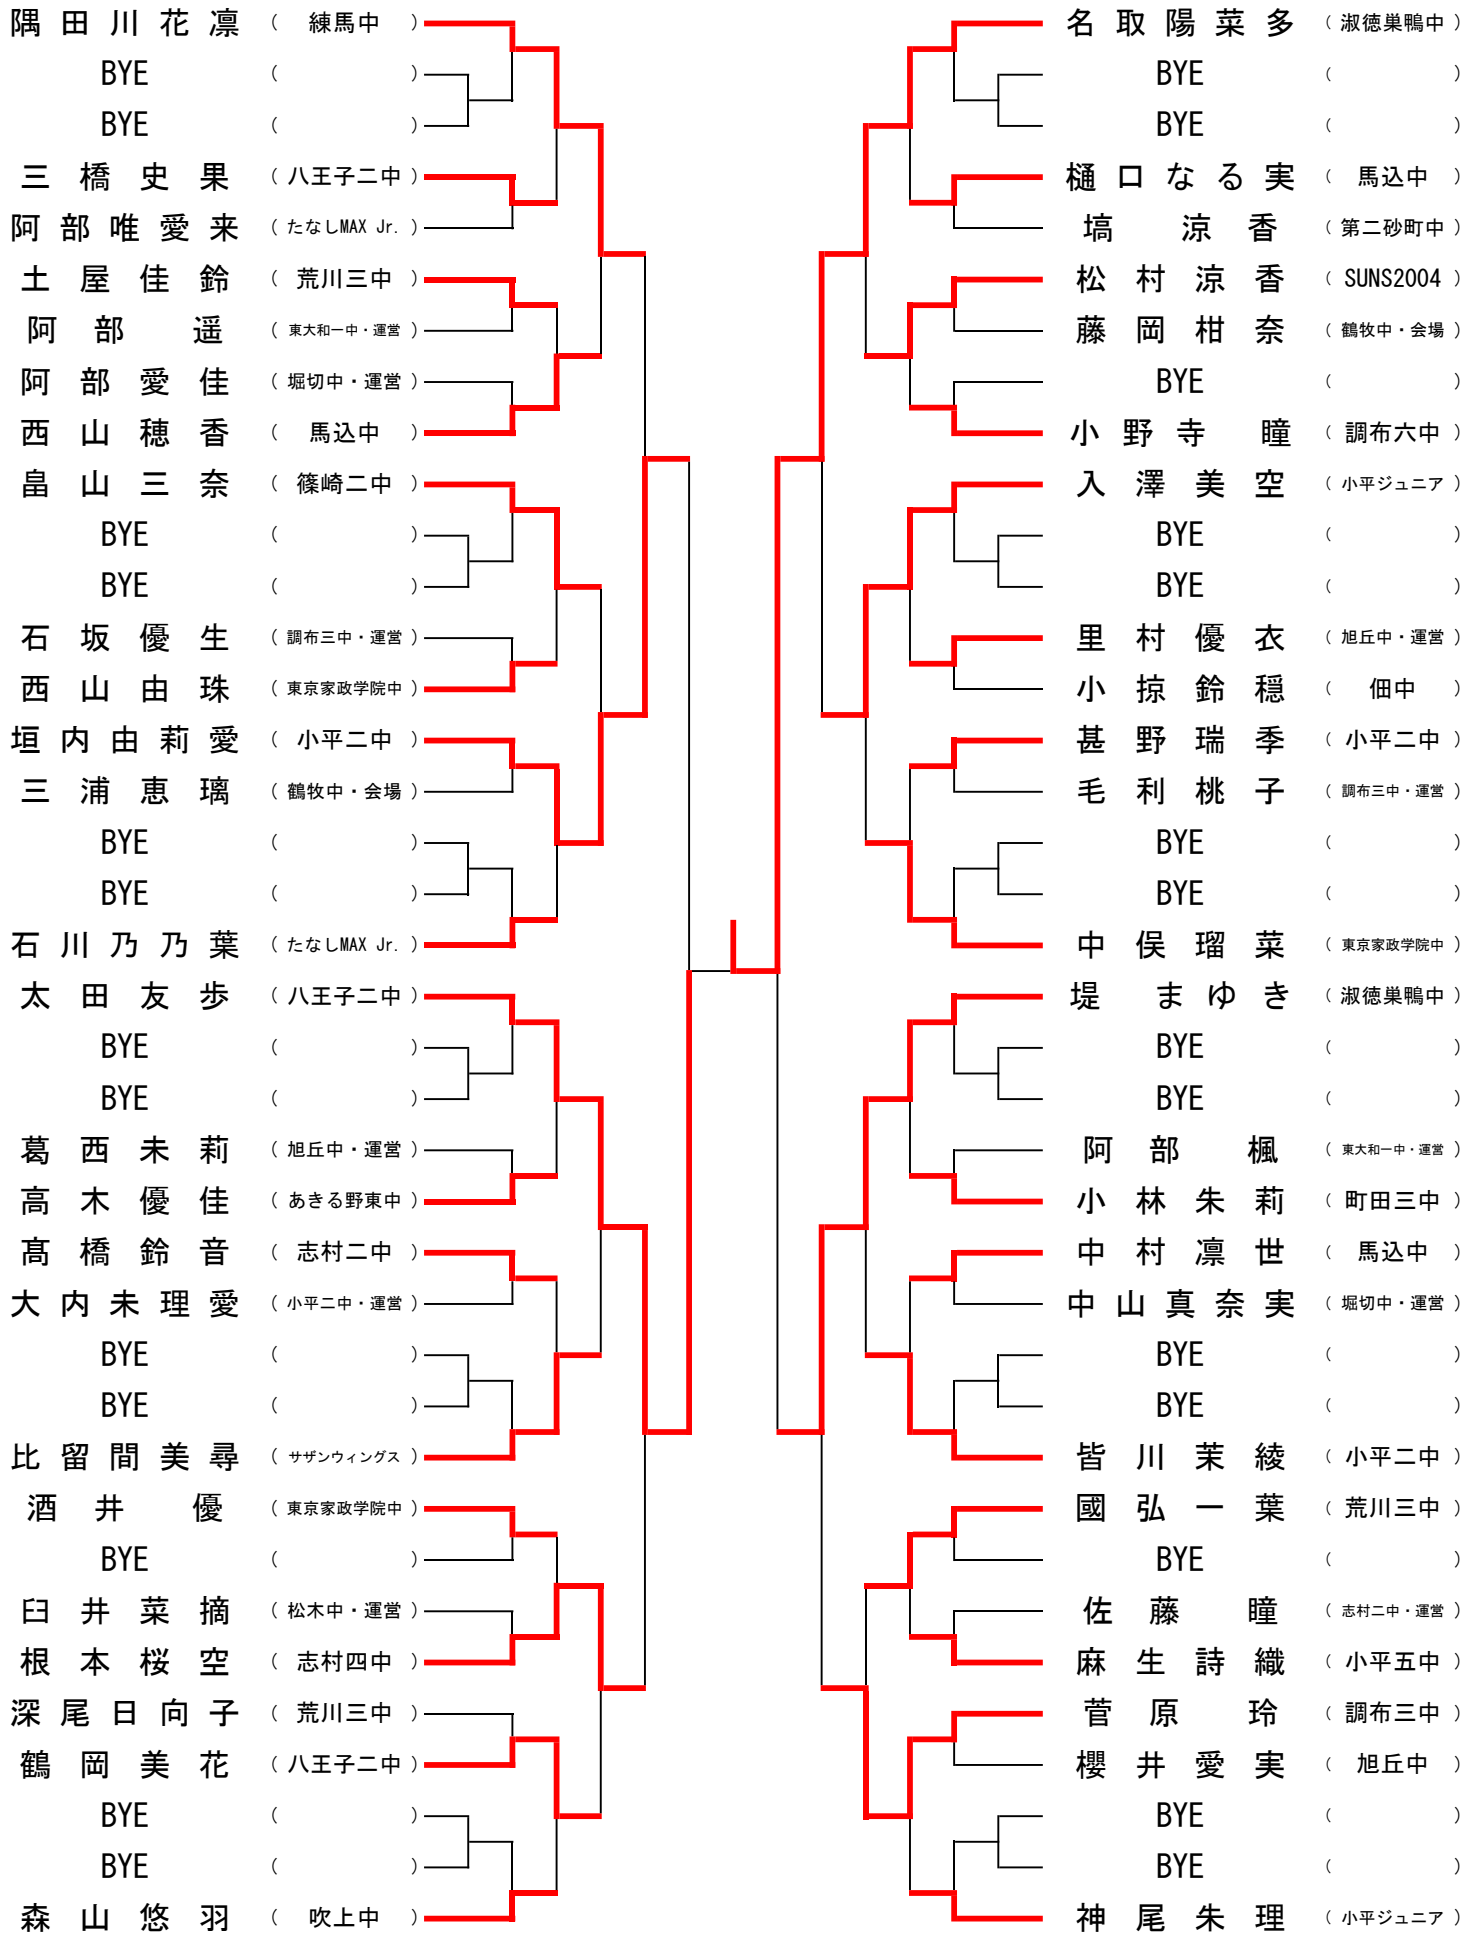 隅田川花凛 （ 練馬中 ）
BYE （ ）
BYE （ ）
三橋史果 （ 八王子二中 ）
阿部唯愛来 （ たなしMAX Jr. ）
土屋佳鈴 （ 荒川三中 ）
阿部 遥 （ 東大和一中・運営 ）
阿部愛佳 （ 堀切中・運営 ）
西山穂香 （ 馬込中 ）
畠山三奈 （ 篠崎二中 ）
BYE （ ）
BYE （ ）
石坂優生 （ 調布三中・運営 ）
西山由珠 （ 東京家政学院中 ）
垣内由莉愛 （ 小平二中 ）
三浦恵璃 （ 鶴牧中・会場 ）
BYE （ ）
BYE （ ）
石川乃乃葉 （ たなしMAX Jr. ）
太田友歩 （ 八王子二中 ）
BYE （ ）
BYE （ ）
葛西未莉 （ 旭丘中・運営 ）
高木優佳 （ あきる野東中 ）
髙橋鈴音 （ 志村二中 ）
大内未理愛 （ 小平二中・運営 ）
BYE （ ）
BYE （ ）
比留間美尋 （ サザンウィングス ）
酒井 優 （ 東京家政学院中 ）
BYE （ ）
臼井菜摘 （ 松木中・運営 ）
根本桜空 （ 志村四中 ）
深尾日向子 （ 荒川三中 ）
鶴岡美花 （ 八王子二中 ）
BYE （ ）
BYE （ ）
森山悠羽 （ 吹上中 ）
名取陽菜多 （ 淑徳巣鴨中 ）
BYE （ ）
BYE （ ）
樋口なる実 （ 馬込中 ）
塙 涼香 （ 第二砂町中 ）
松村涼香 （ SUNS2004 ）
藤岡柑奈 （ 鶴牧中・会場 ）
BYE （ ）
小野寺 瞳 （ 調布六中 ）
入澤美空 （ 小平ジュニア ）
BYE （ ）
BYE （ ）
里村優衣 （ 旭丘中・運営 ）
小掠鈴穏 （ 佃中 ）
甚野瑞季 （ 小平二中 ）
毛利桃子 （ 調布三中・運営 ）
BYE （ ）
BYE （ ）
中俣瑠菜 （ 東京家政学院中 ）
堤 まゆき （ 淑徳巣鴨中 ）
BYE （ ）
BYE （ ）
阿部 楓 （ 東大和一中・運営 ）
小林朱莉 （ 町田三中 ）
中村凛世 （ 馬込中 ）
中山真奈実 （ 堀切中・運営 ）
BYE （ ）
BYE （ ）
皆川茉綾 （ 小平二中 ）
國弘一葉 （ 荒川三中 ）
BYE （ ）
佐藤 瞳 （ 志村二中・運営 ）
麻生詩織 （ 小平五中 ）
菅原 玲 （ 調布三中 ）
櫻井愛実 （ 旭丘中 ）
BYE （ ）
BYE （ ）
神尾朱理 （ 小平ジュニア ）